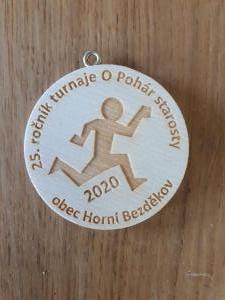 25. ročník turnaje O Pohár starosty
2020
obec Horní Bezděkov